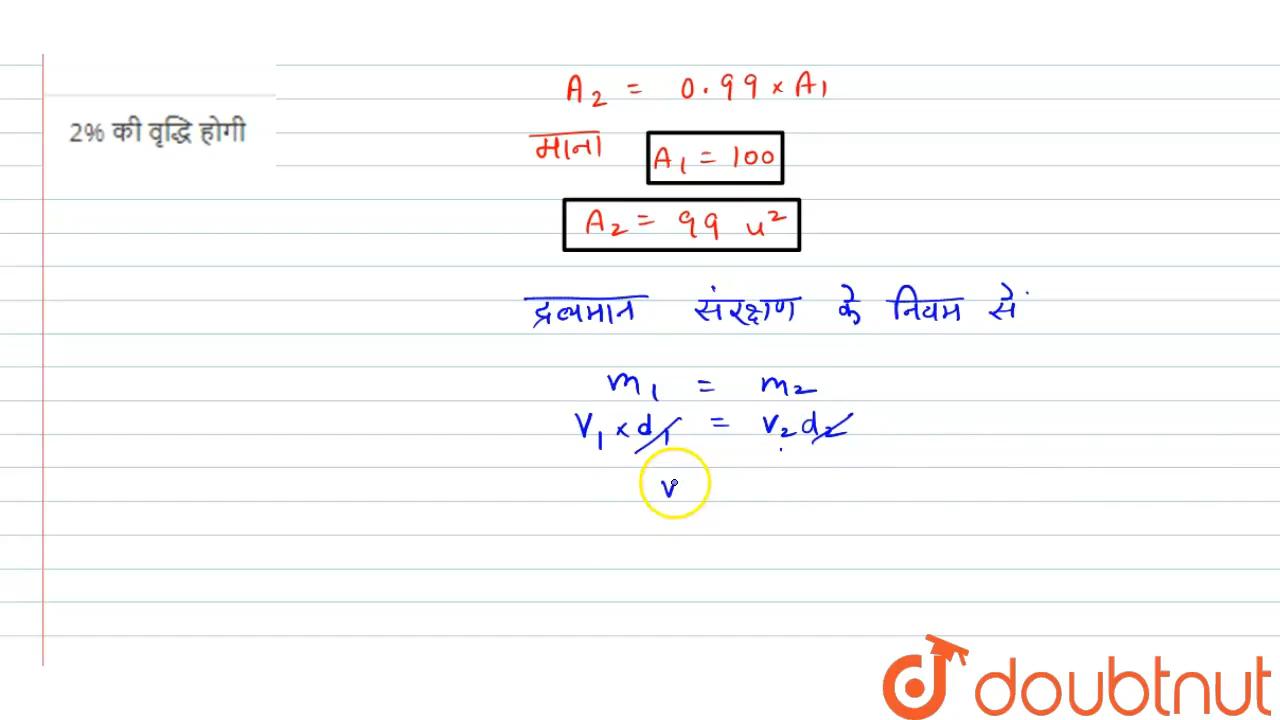 2% की वृद्धि होगी
A₂ = 0.99 × A₁
माना A₁ = 100
A₂ = 99 u²
द्रव्यमान संरक्षण के नियम से
m₁ = m₂
V₁ × d₁ = V₂ d₂
V
doubtnut